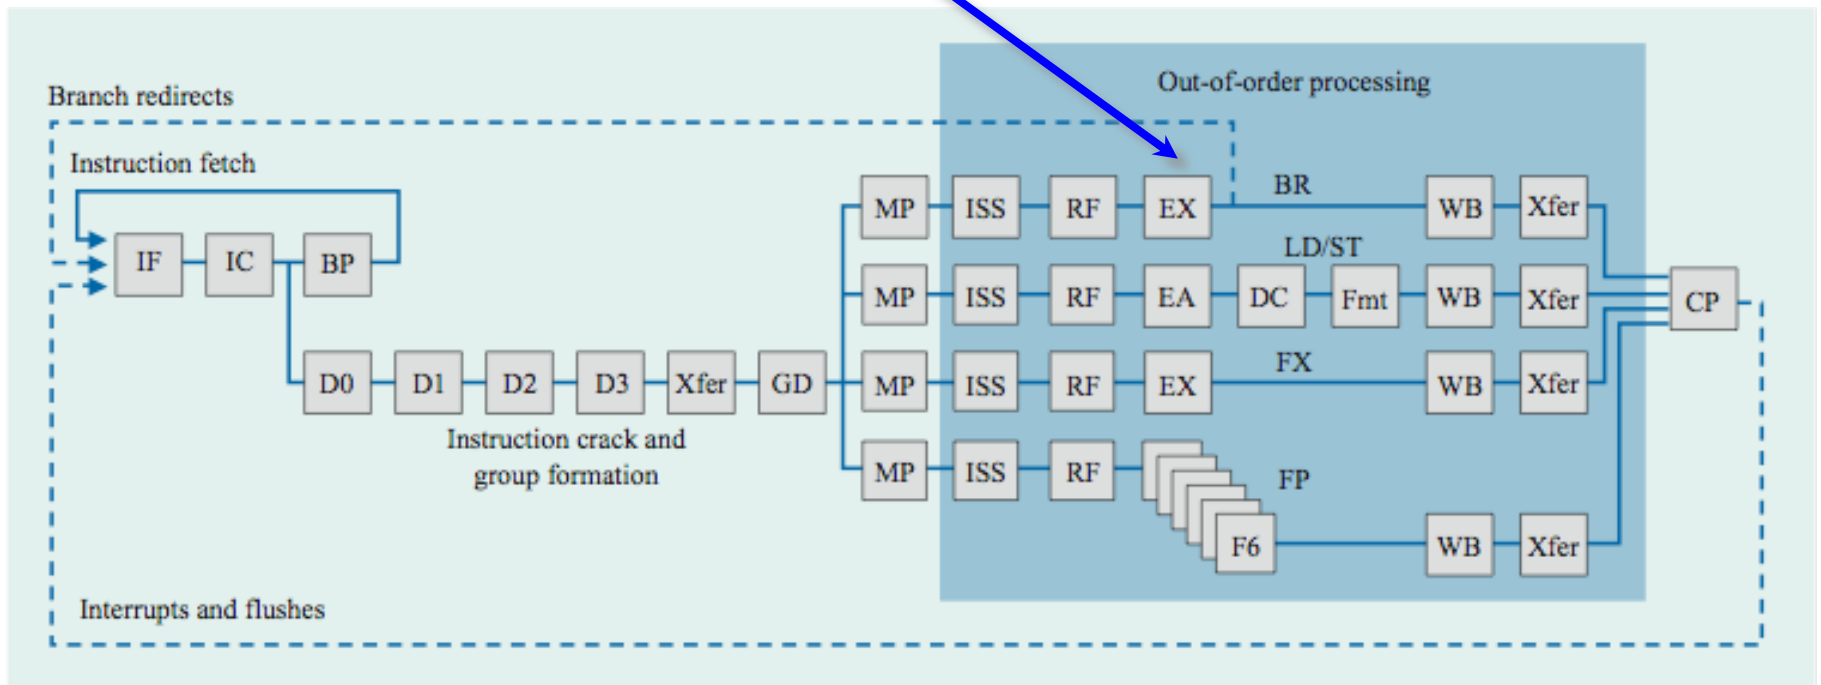 Out-of-order processing
Branch redirects
Instruction fetch
MP ISS RF EX BR WB Xfer
IF IC BP
LD/ST
MP ISS RF EA DC Fmt WB Xfer CP
FX
D0 D1 D2 D3 Xfer GD MP ISS RF EX WB Xfer
Instruction crack and
group formation
MP ISS RF FP
F6 WB Xfer
Interrupts and flushes